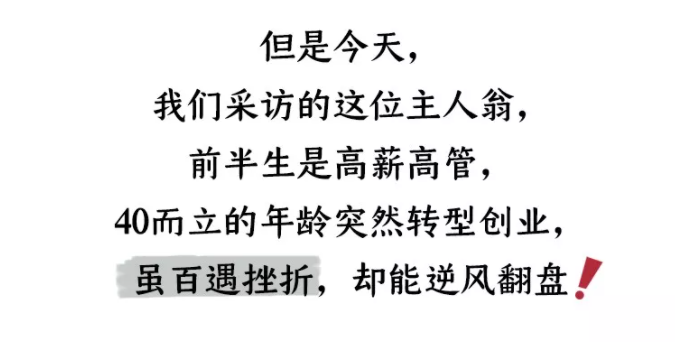 但是今天，
我们采访的这位主人翁，
前半生是高薪高管，
40而立的年龄突然转型创业，
虽百遇挫折，却能逆风翻盘！